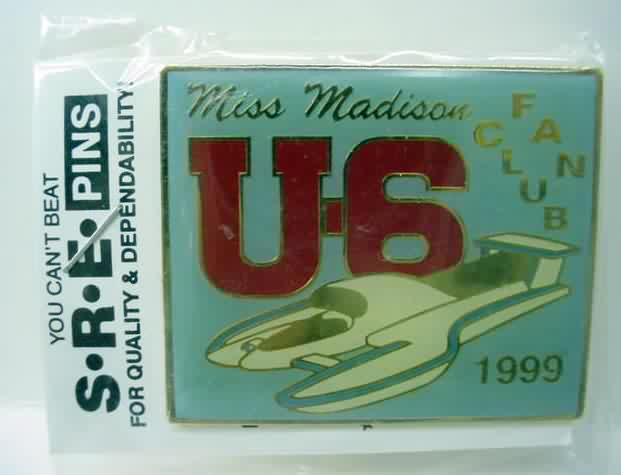 YOU CAN'T BEAT
S•R•E• PINS
FOR QUALITY & DEPENDABILITY!
Miss Madison
U-6
FAN
CLUB
1999